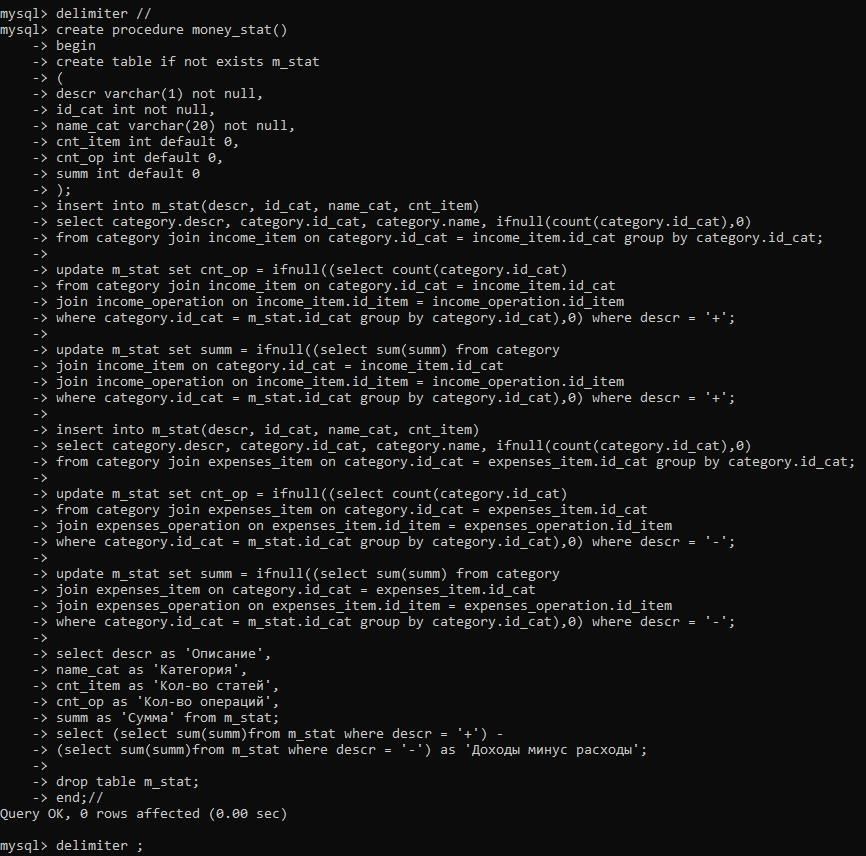 mysql> delimiter //
mysql> create procedure money_stat()
    -> begin
    -> create table if not exists m_stat
    -> (
    -> descr varchar(1) not null,
    -> id_cat int not null,
    -> name_cat varchar(20) not null,
    -> cnt_item int default 0,
    -> cnt_op int default 0,
    -> summ int default 0
    -> );
    -> insert into m_stat(descr, id_cat, name_cat, cnt_item)
    -> select category.descr, category.id_cat, category.name, ifnull(count(category.id_cat),0)
    -> from category join income_item on category.id_cat = income_item.id_cat group by category.id_cat;
    ->
    -> update m_stat set cnt_op = ifnull((select count(category.id_cat)
    -> from category join income_item on category.id_cat = income_item.id_cat
    -> join income_operation on income_item.id_item = income_operation.id_item
    -> where category.id_cat = m_stat.id_cat group by category.id_cat),0) where descr = '+';
    ->
    -> update m_stat set summ = ifnull((select sum(summ) from category
    -> join income_item on category.id_cat = income_item.id_cat
    -> join income_operation on income_item.id_item = income_operation.id_item
    -> where category.id_cat = m_stat.id_cat group by category.id_cat),0) where descr = '+';
    ->
    -> insert into m_stat(descr, id_cat, name_cat, cnt_item)
    -> select category.descr, category.id_cat, category.name, ifnull(count(category.id_cat),0)
    -> from category join expenses_item on category.id_cat = expenses_item.id_cat group by category.id_cat;
    ->
    -> update m_stat set cnt_op = ifnull((select count(category.id_cat)
    -> from category join expenses_item on category.id_cat = expenses_item.id_cat
    -> join expenses_operation on expenses_item.id_item = expenses_operation.id_item
    -> where category.id_cat = m_stat.id_cat group by category.id_cat),0) where descr = '-';
    ->
    -> update m_stat set summ = ifnull((select sum(summ) from category
    -> join expenses_item on category.id_cat = expenses_item.id_cat
    -> join expenses_operation on expenses_item.id_item = expenses_operation.id_item
    -> where category.id_cat = m_stat.id_cat group by category.id_cat),0) where descr = '-';
    ->
    -> select descr as 'Описание',
    -> name_cat as 'Категория',
    -> cnt_item as 'Кол-во статей',
    -> cnt_op as 'Кол-во операций',
    -> summ as 'Сумма' from m_stat;
    -> select (select sum(summ)from m_stat where descr = '+') -
    -> (select sum(summ)from m_stat where descr = '-') as 'Доходы минус расходы';
    ->
    -> drop table m_stat;
    -> end;//
Query OK, 0 rows affected (0.00 sec)

mysql> delimiter ;